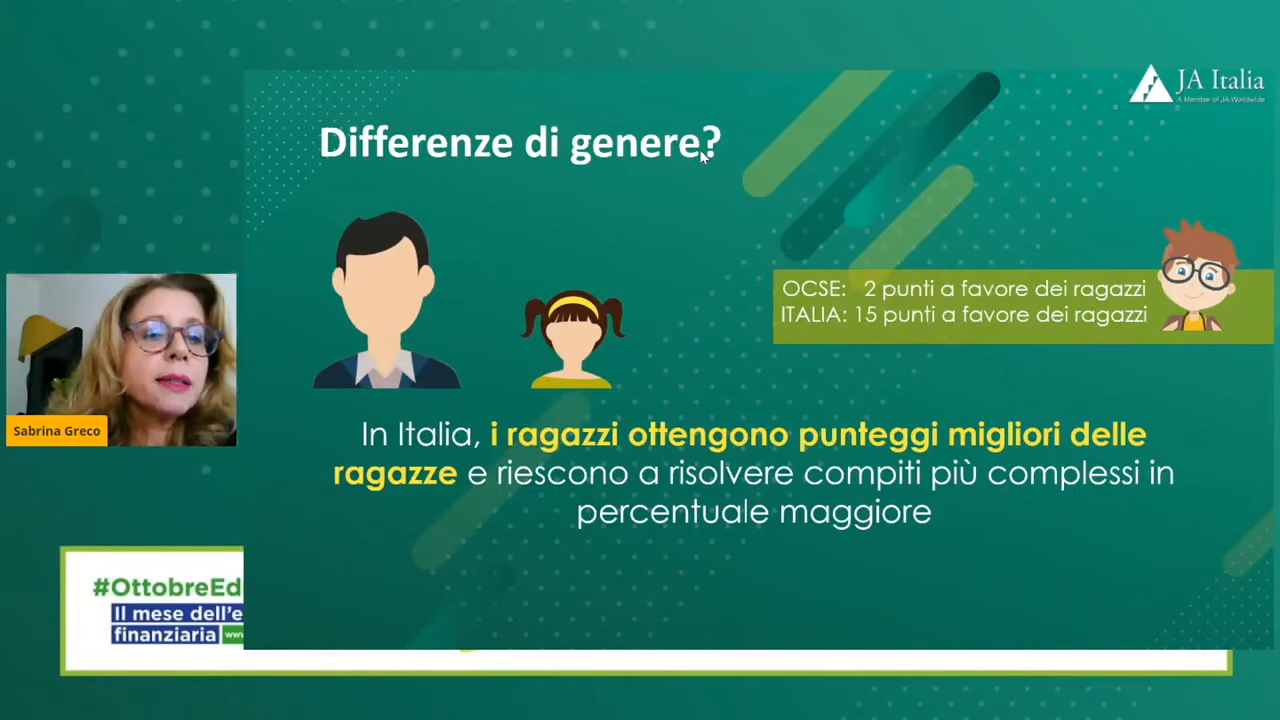 JA Italia
A Member of JA Worldwide
Differenze di genere?
OCSE: 2 punti a favore dei ragazzi
ITALIA: 15 punti a favore dei ragazzi
In Italia, i ragazzi ottengono punteggi migliori delle
ragazze e riescono a risolvere compiti più complessi in
percentuale maggiore
Sabrina Greco
#OttobreEd
Il mese dell'e
finanziaria www